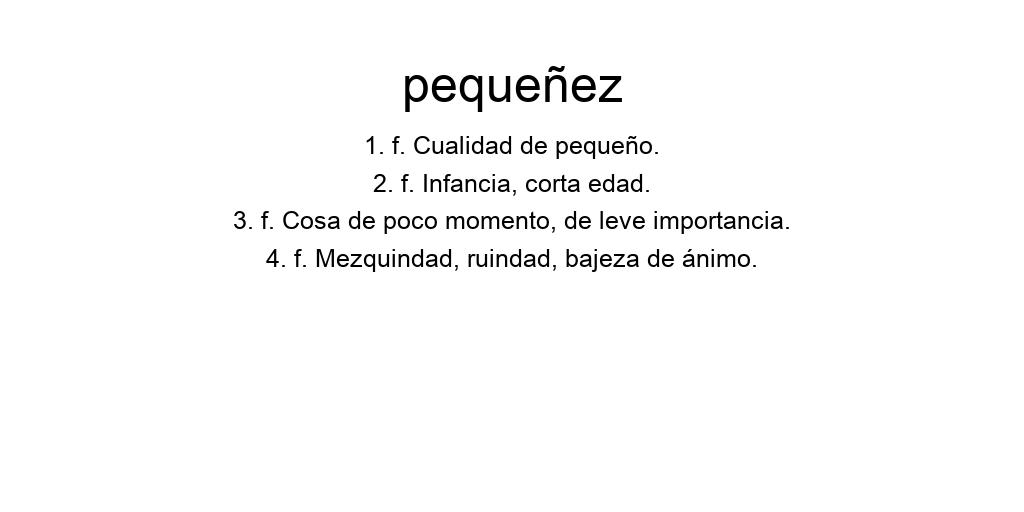 pequeñez
1. f. Cualidad de pequeño.
2. f. Infancia, corta edad.
3. f. Cosa de poco momento, de leve importancia.
4. f. Mezquindad, ruindad, bajeza de ánimo.